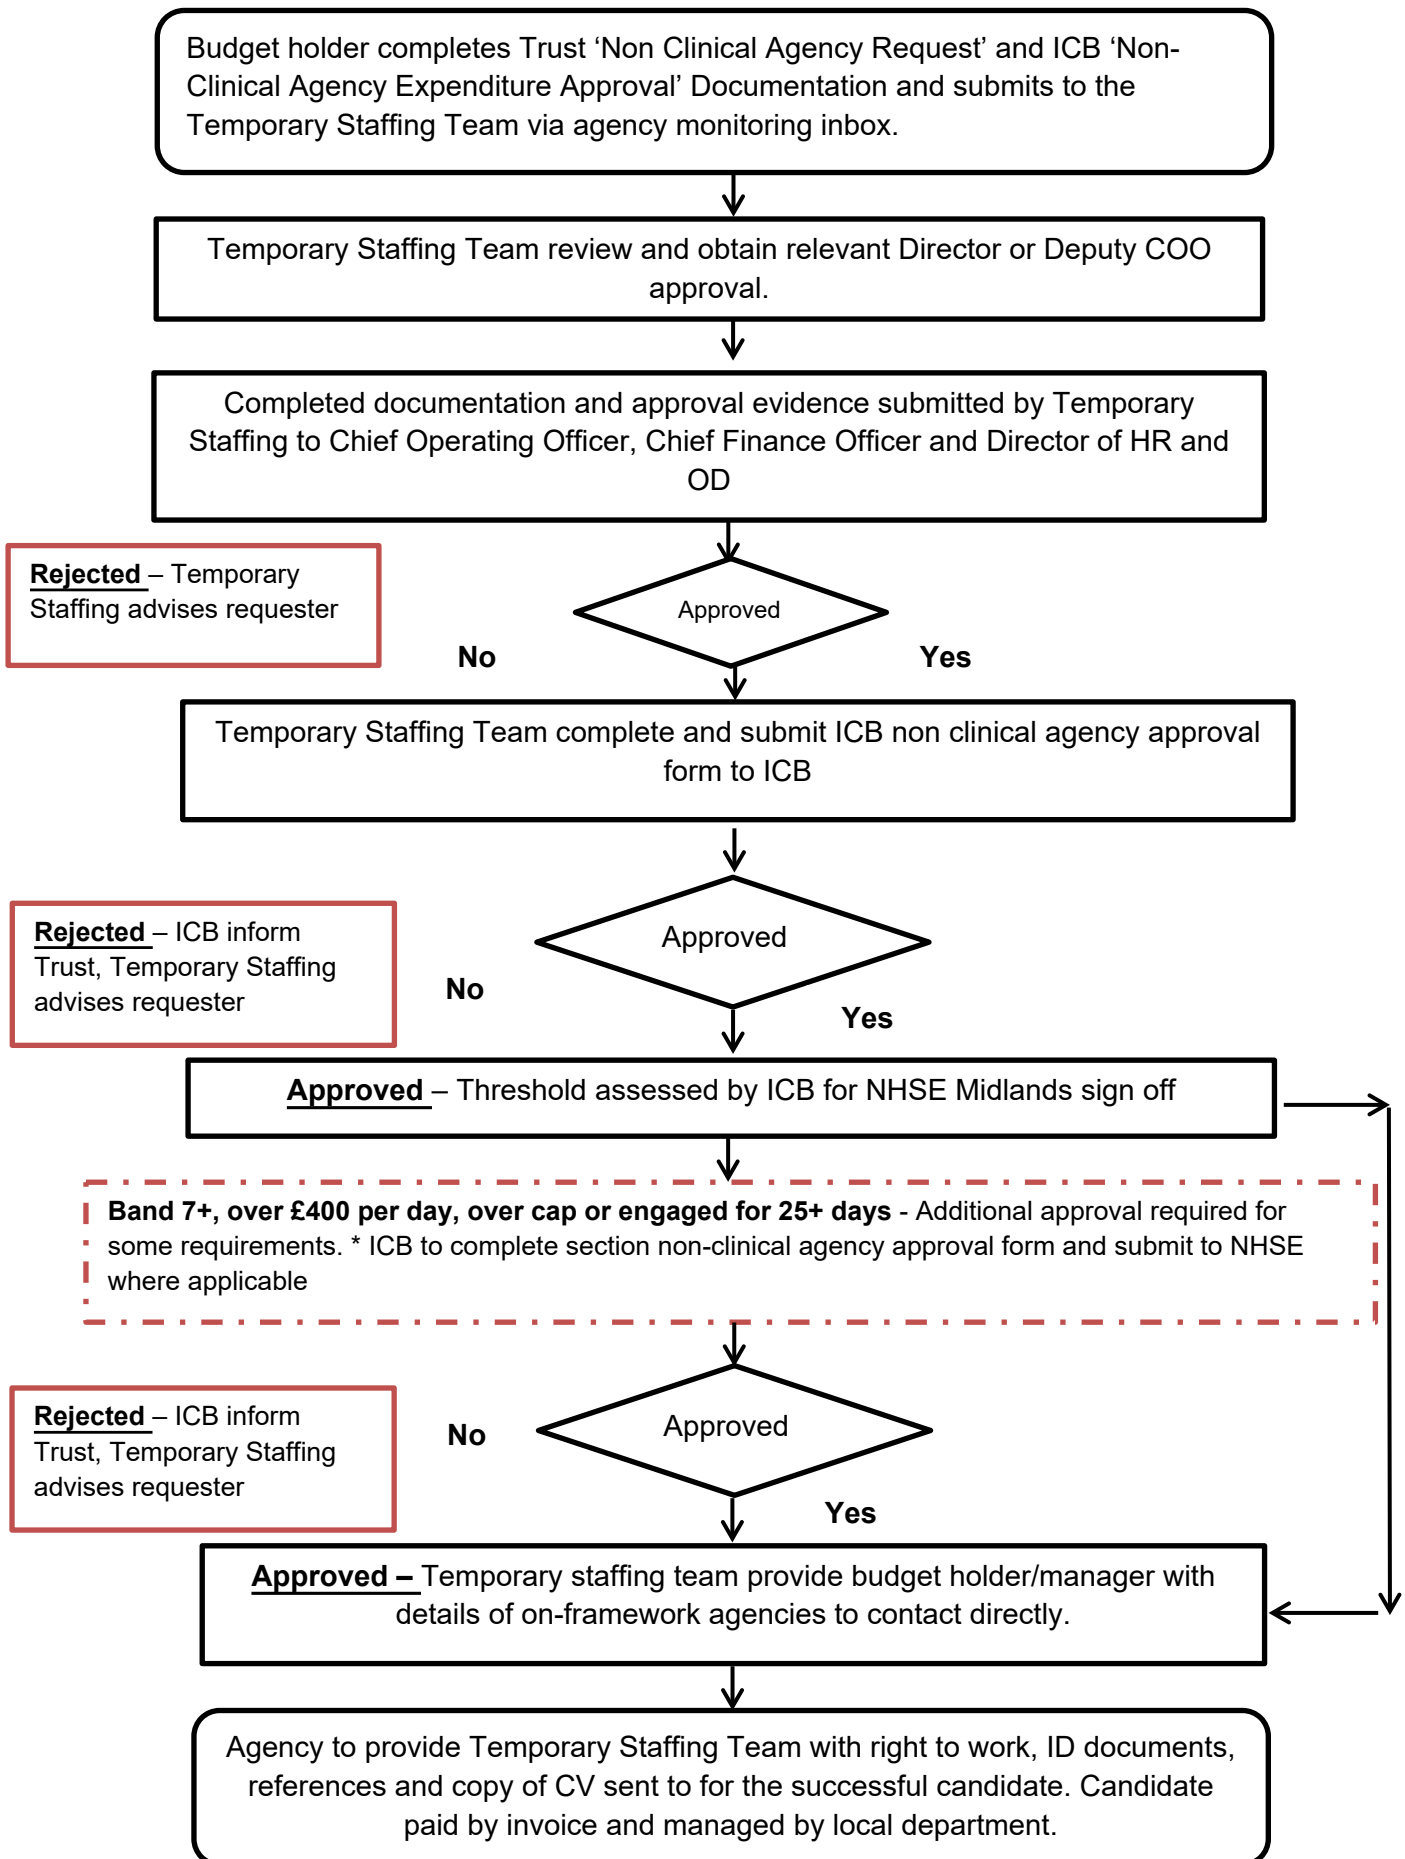 Budget holder completes Trust ‘Non Clinical Agency Request’ and ICB ‘Non-
Clinical Agency Expenditure Approval’ Documentation and submits to the
Temporary Staffing Team via agency monitoring inbox.
Temporary Staffing Team review and obtain relevant Director or Deputy COO
approval.
Completed documentation and approval evidence submitted by Temporary
Staffing to Chief Operating Officer, Chief Finance Officer and Director of HR and
OD
Rejected – Temporary
Staffing advises requester
Approved
No
Yes
Temporary Staffing Team complete and submit ICB non clinical agency approval
form to ICB
Rejected – ICB inform
Trust, Temporary Staffing
advises requester
Approved
No
Yes
Approved – Threshold assessed by ICB for NHSE Midlands sign off
Band 7+, over £400 per day, over cap or engaged for 25+ days - Additional approval required for
some requirements. * ICB to complete section non-clinical agency approval form and submit to NHSE
where applicable
Rejected – ICB inform
Trust, Temporary Staffing
advises requester
Approved
No
Yes
Approved – Temporary staffing team provide budget holder/manager with
details of on-framework agencies to contact directly.
Agency to provide Temporary Staffing Team with right to work, ID documents,
references and copy of CV sent to for the successful candidate. Candidate
paid by invoice and managed by local department.